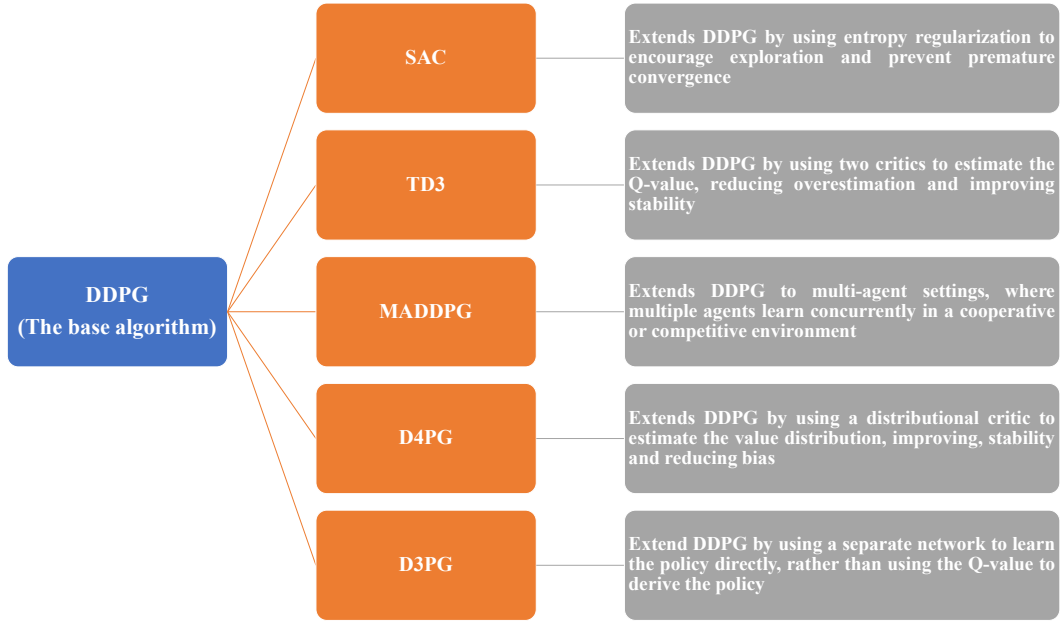 SAC
Extends DDPG by using entropy regularization to
encourage exploration and prevent premature
convergence
TD3
Extends DDPG by using two critics to estimate the
Q-value, reducing overestimation and improving
stability
DDPG
(The base algorithm)
MADDPG
Extends DDPG to multi-agent settings, where
multiple agents learn concurrently in a cooperative
or competitive environment
D4PG
Extends DDPG by using a distributional critic to
estimate the value distribution, improving, stability
and reducing bias
D3PG
Extend DDPG by using a separate network to learn
the policy directly, rather than using the Q-value to
derive the policy